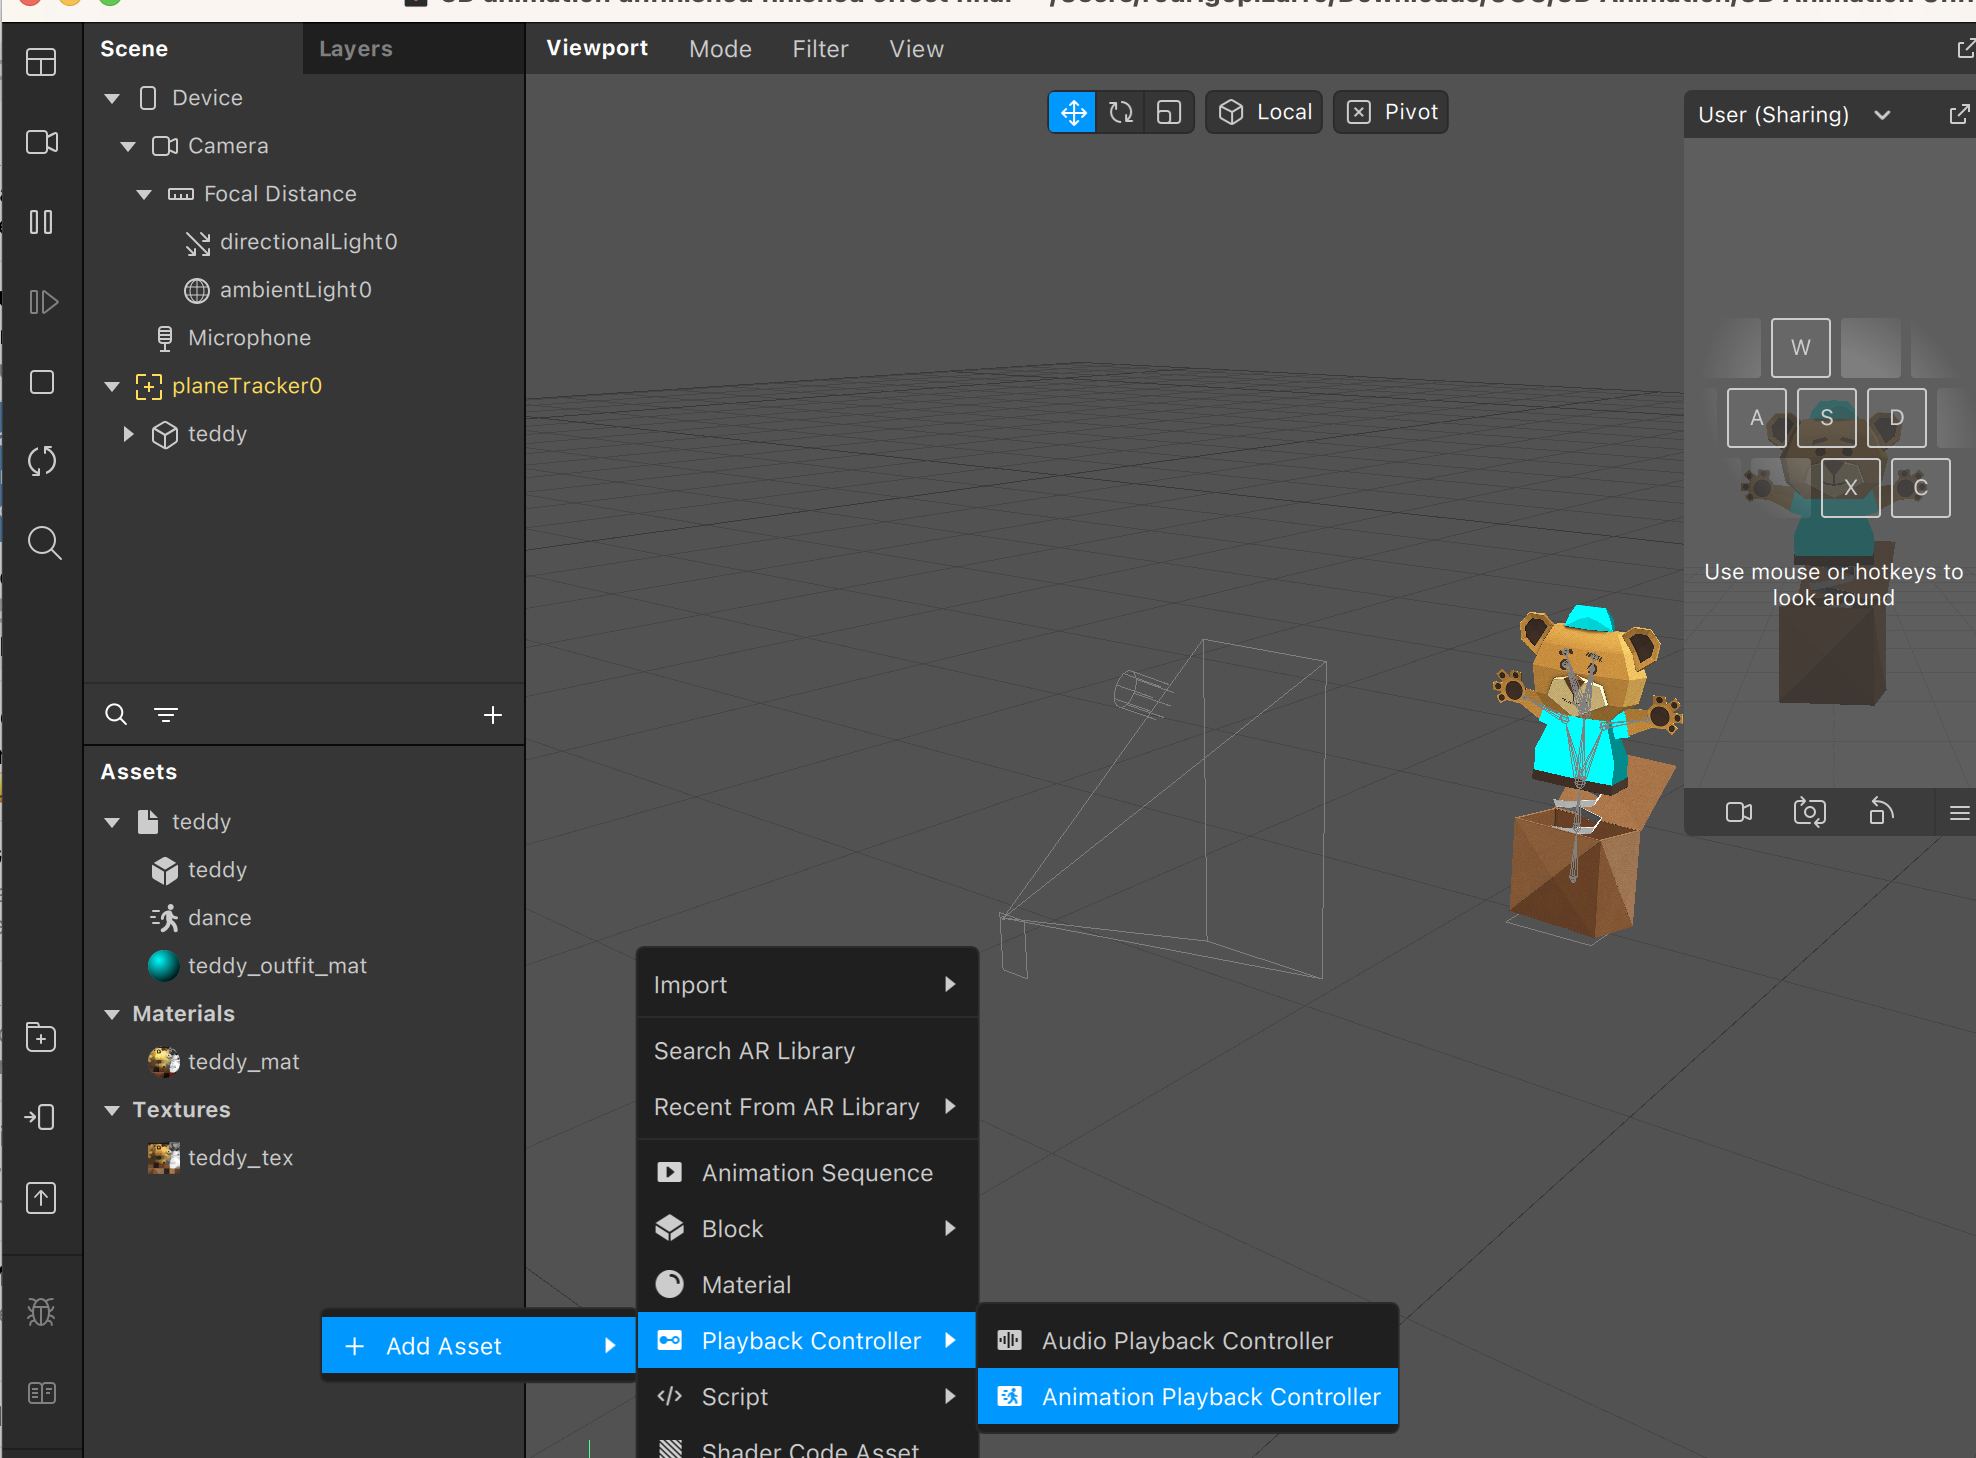 Scene
Layers
Viewport
Mode
Filter
View
Device
Camera
Focal Distance
directionalLight0
ambientLight0
Microphone
planeTracker0
teddy
Local
Pivot
User (Sharing)
W
A
S
D
X
C
Use mouse or hotkeys to
look around
Assets
teddy
teddy
dance
teddy_outfit_mat
Materials
teddy_mat
Textures
teddy_tex
Import
Search AR Library
Recent From AR Library
Animation Sequence
Block
Material
Add Asset
Playback Controller
Script
Shader Code Asset
Audio Playback Controller
Animation Playback Controller